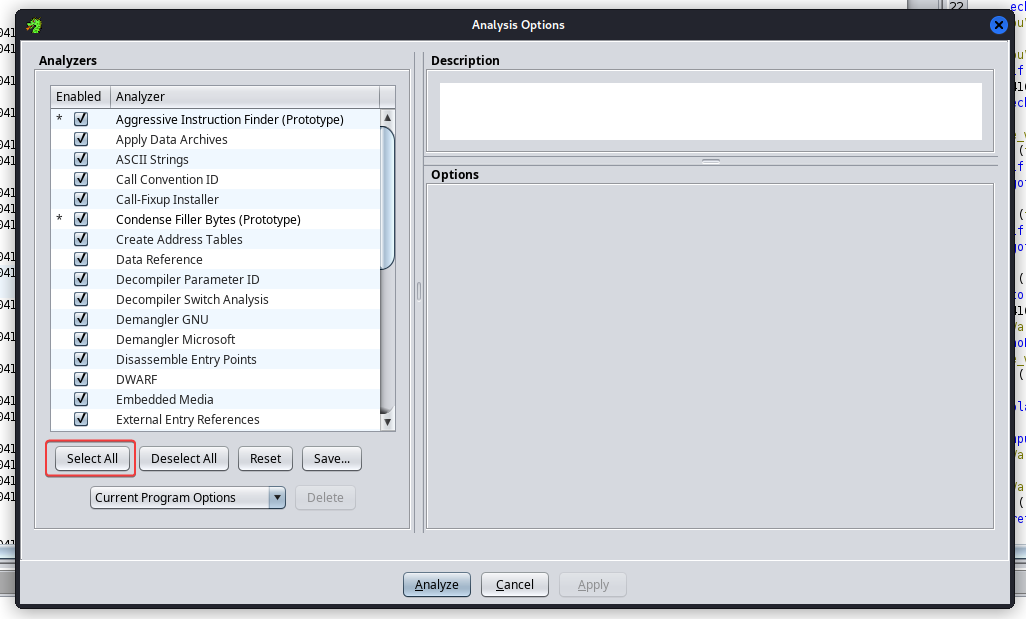 22
Analysis Options
Analyzers
Description
Enabled Analyzer
* Aggressive Instruction Finder (Prototype)
Apply Data Archives
ASCII Strings
Call Convention ID
Call-Fixup Installer
* Condense Filler Bytes (Prototype)
Create Address Tables
Data Reference
Decompiler Parameter ID
Decompiler Switch Analysis
Demangler GNU
Demangler Microsoft
Disassemble Entry Points
DWARF
Embedded Media
External Entry References
Options
Select All Deselect All Reset Save...
Current Program Options Delete
Analyze Cancel Apply